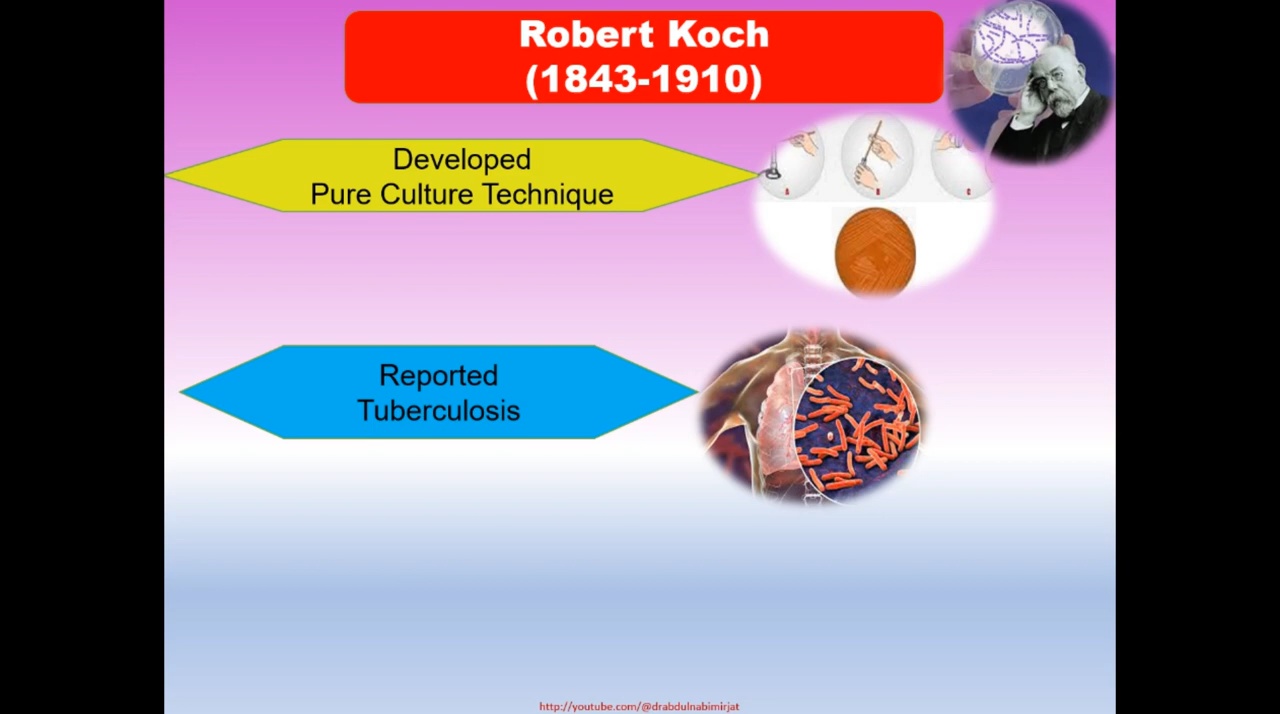 Robert Koch
(1843-1910)
Developed
Pure Culture Technique
A
B
C
Reported
Tuberculosis
http://youtube.com/@drabdulnabimirjat